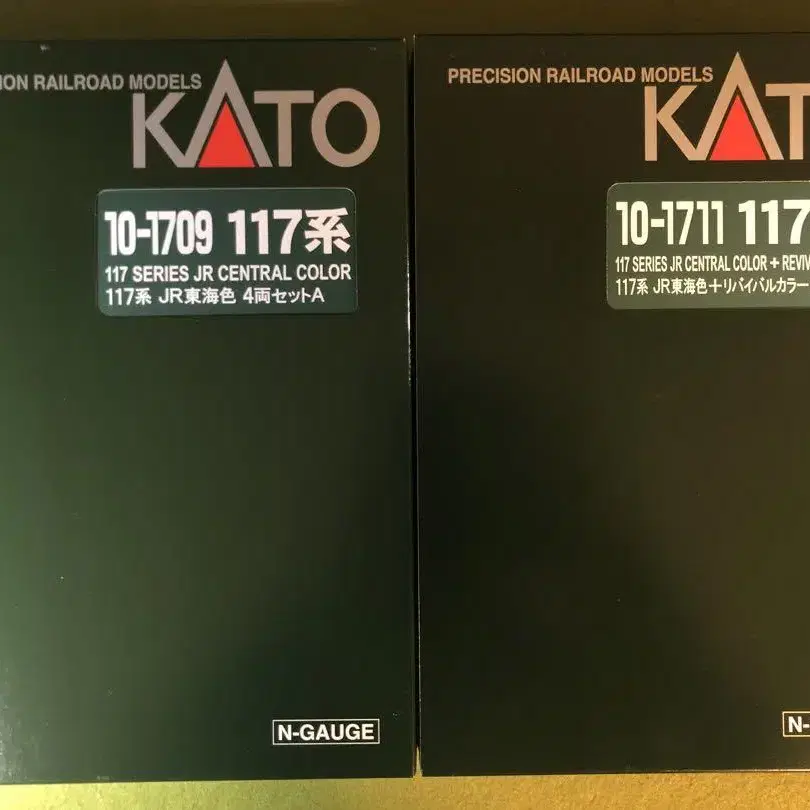 ION RAILROAD MODELS
KATO
10-1709 117系
117 SERIES JR CENTRAL COLOR
117系 JR東海色 4両セットA
N-GAUGE
PRECISION RAILROAD MODELS
KAT
10-1711 117
117 SERIES JR CENTRAL COLOR + REVIV
117系 JR東海色+リバイバルカラー
N-